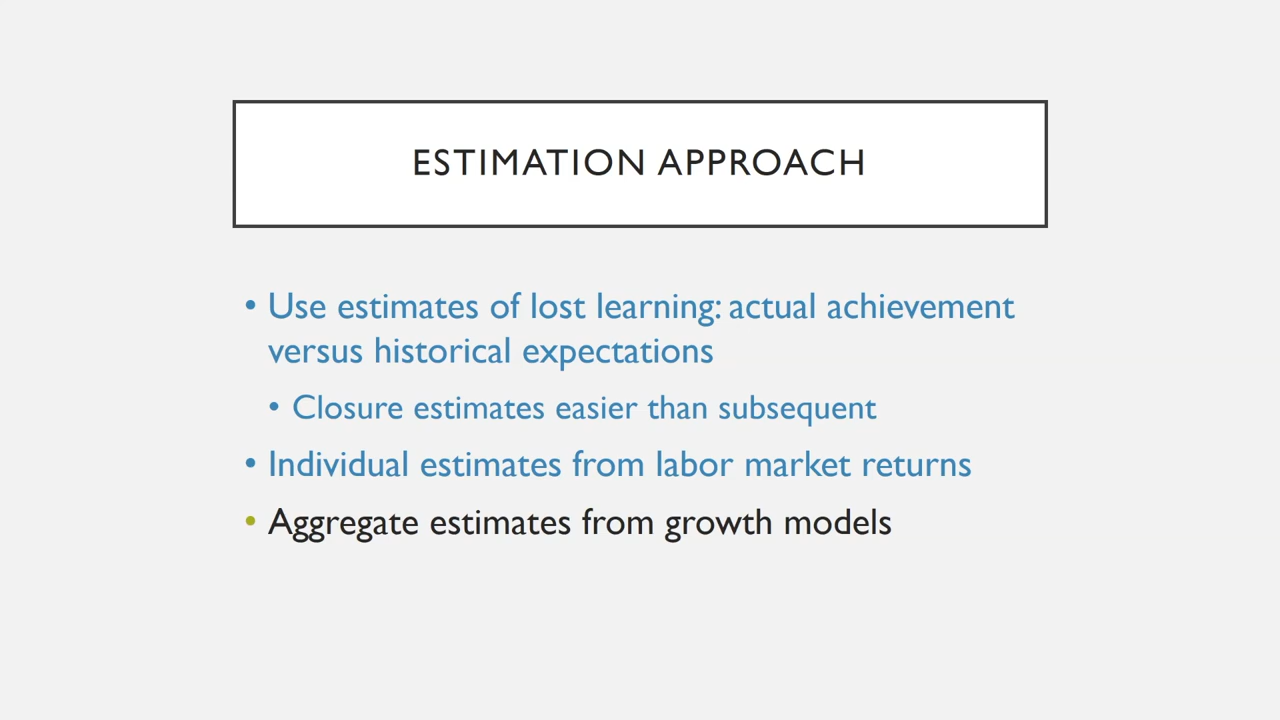 ESTIMATION APPROACH
• Use estimates of lost learning: actual achievement
versus historical expectations
• Closure estimates easier than subsequent
• Individual estimates from labor market returns
• Aggregate estimates from growth models